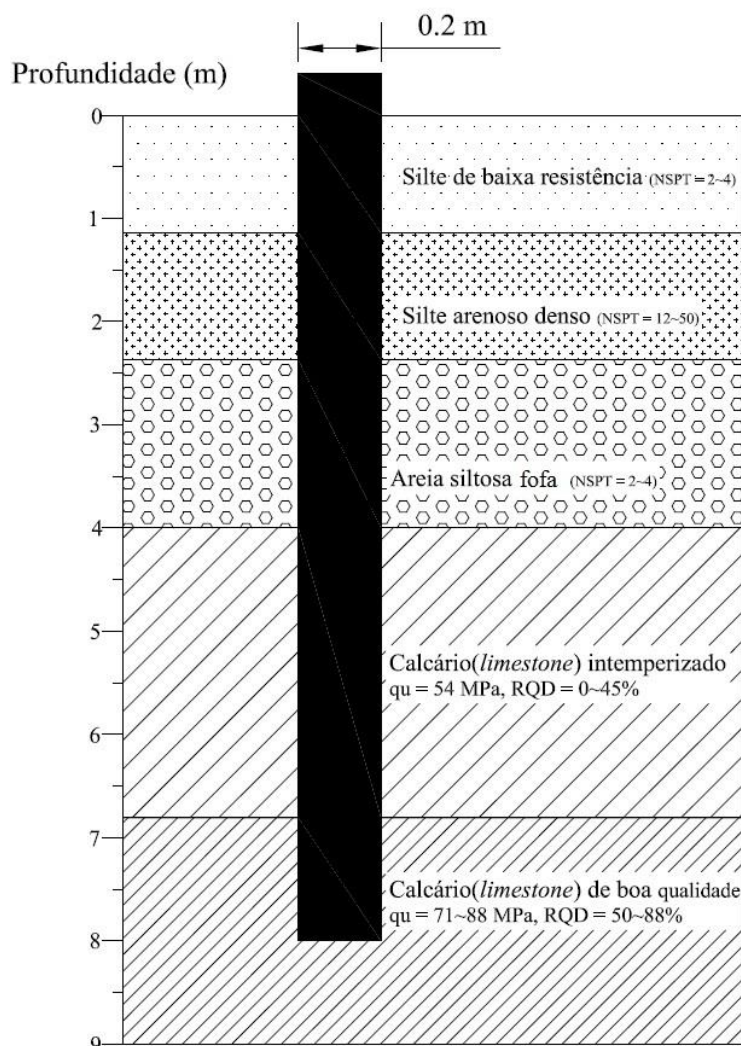 0.2 m
Profundidade (m)
0
Silte de baixa resistência (NSPT = 2~4)
1
2
Silte arenoso denso (NSPT = 12~50)
3
Areia siltosa fofa (NSPT = 2~4)
4
5
Calcário(limestone) intemperizado
qu = 54 MPa, RQD = 0~45%
6
7
Calcário(limestone) de boa qualidade
qu = 71~88 MPa, RQD = 50~88%
8
9